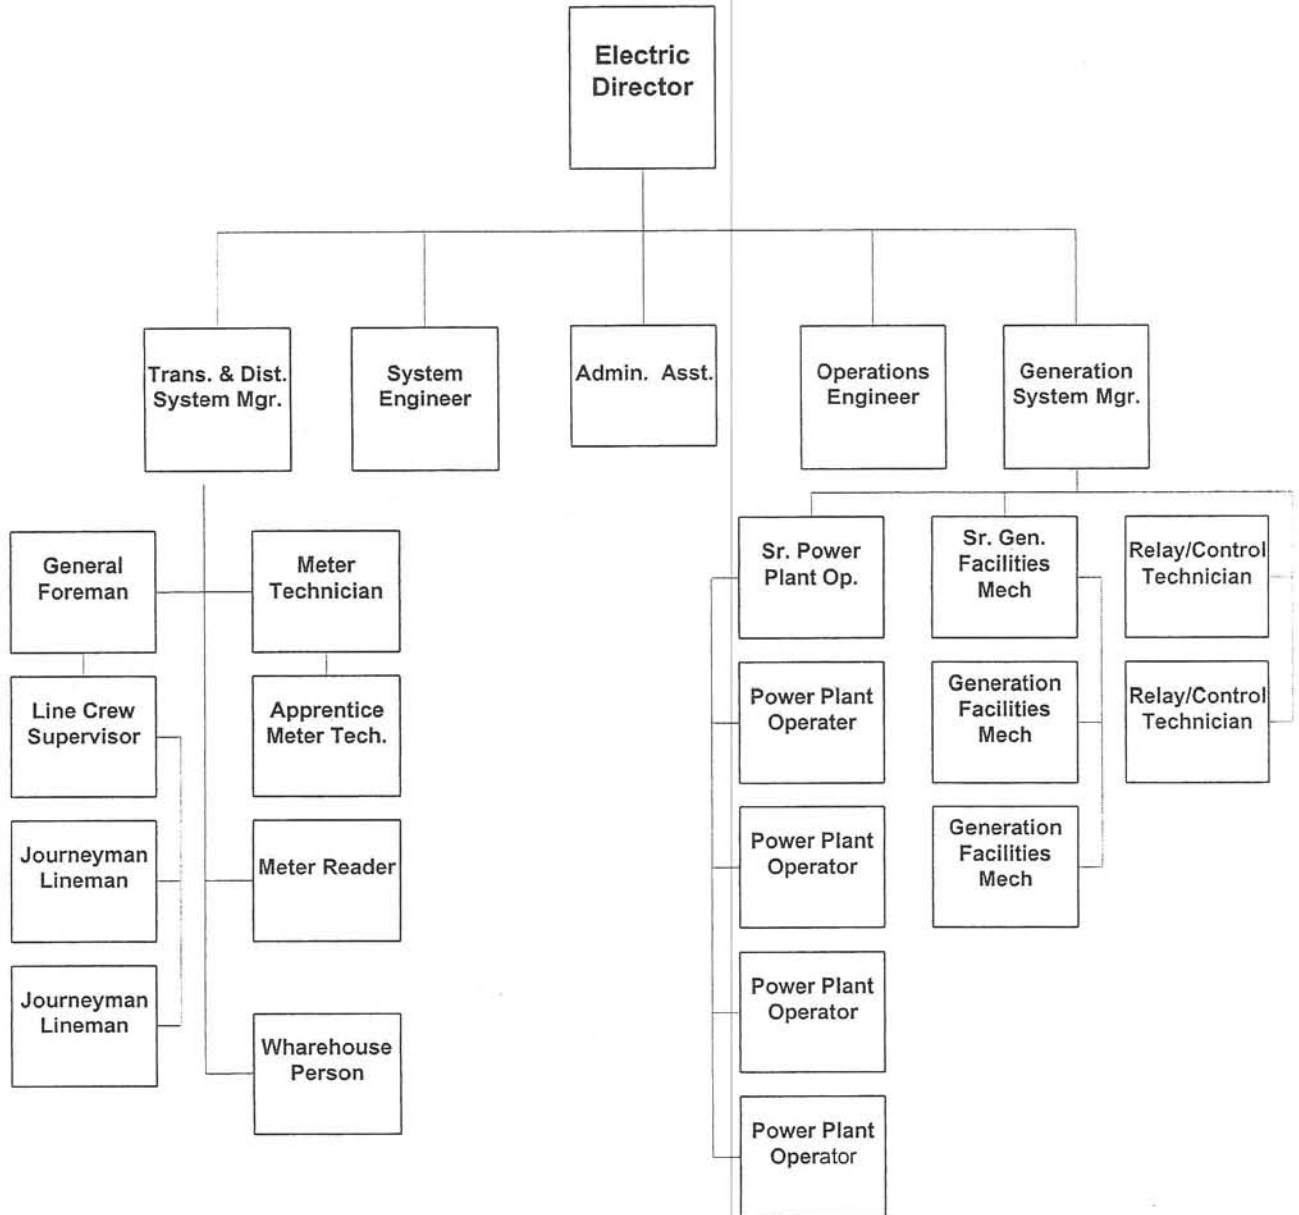 Electric
Director
Trans. & Dist.
System Mgr.
System
Engineer
Admin. Asst.
Operations
Engineer
Generation
System Mgr.
General
Foreman
Meter
Technician
Sr. Power
Plant Op.
Sr. Gen.
Facilities
Mech
Relay/Control
Technician
Line Crew
Supervisor
Apprentice
Meter Tech.
Power Plant
Operater
Generation
Facilities
Mech
Relay/Control
Technician
Journeyman
Lineman
Meter Reader
Power Plant
Operator
Generation
Facilities
Mech
Journeyman
Lineman
Wharehouse
Person
Power Plant
Operator
Power Plant
Operator